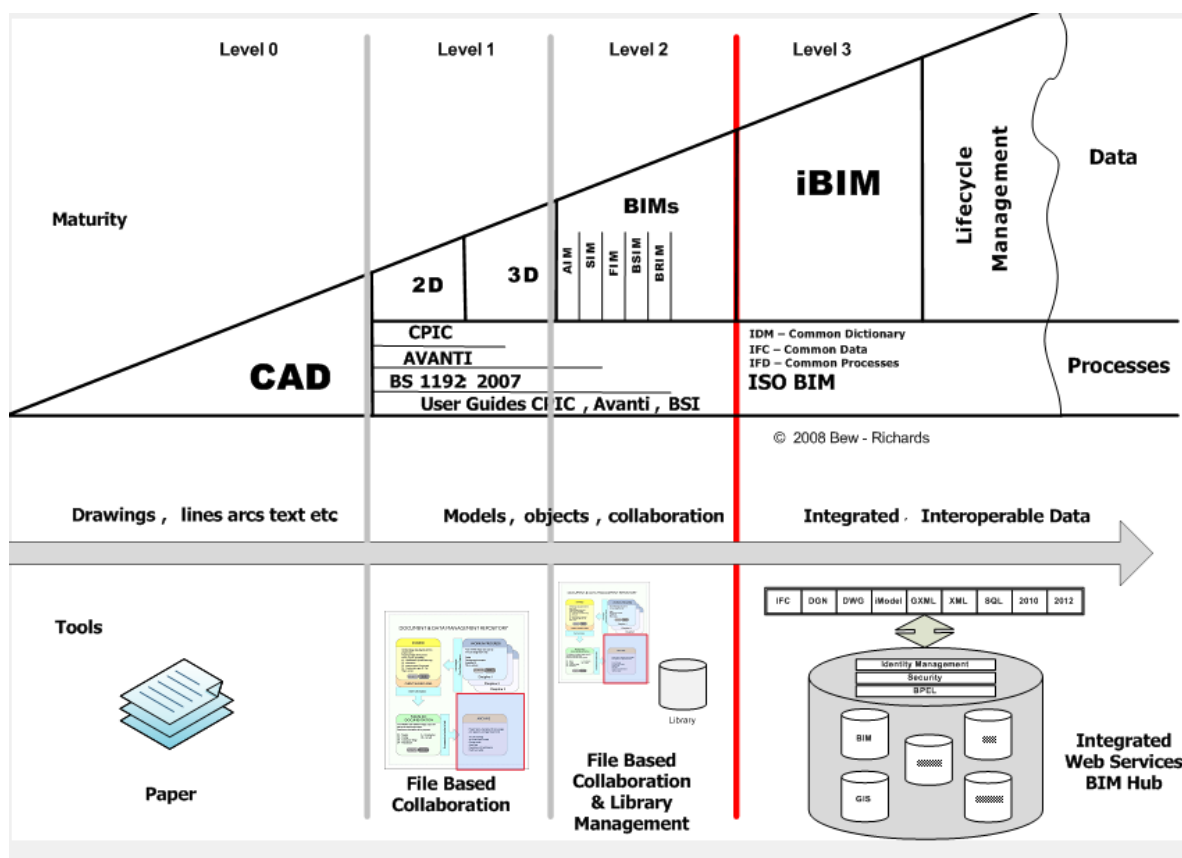 Level 0
Level 1
Level 2
Level 3
Maturity
CAD
2D
3D
BIMs
AIM
SIM
FIM
BSIM
BRIM
iBIM
Lifecycle
Management
Data
CPIC
AVANTI
BS 1192: 2007
User Guides CPIC , Avanti , BSI
IDM – Common Dictionary
IFC – Common Data
IFD – Common Processes
ISO BIM
Processes
© 2008 Bew - Richards
Drawings , lines arcs text etc
Models , objects , collaboration
Integrated , Interoperable Data
Tools
Paper
DOCUMENT & DATA MANAGEMENT REPOSITORY
File Based
Collaboration
Library
File Based
Collaboration
& Library
Management
IFC DGN DWG iModel GXML XML SQL 2010 2012
Identity Management
Security
BPEL
BIM
GIS
Integrated
Web Services
BIM Hub